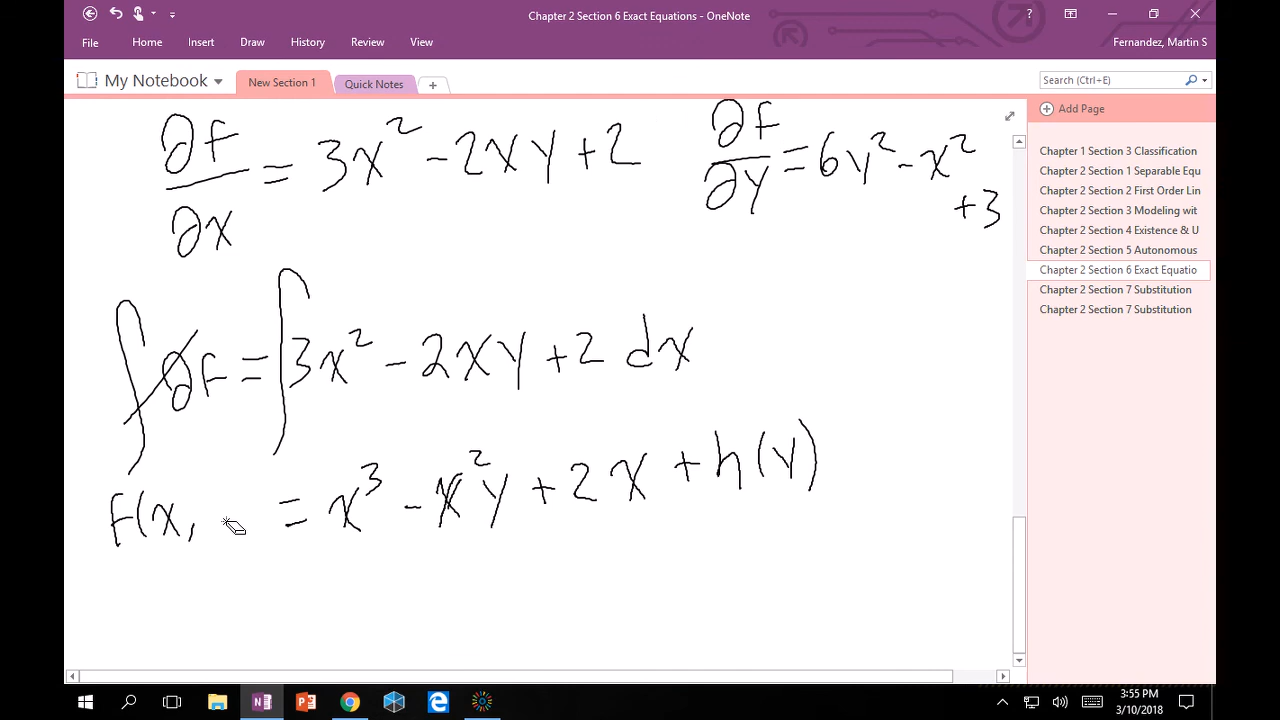 Chapter 2 Section 6 Exact Equations - OneNote
?
File Home Insert Draw History Review View Fernandez, Martin S
My Notebook New Section 1 Quick Notes + Search (Ctrl+E)
Add Page
Chapter 1 Section 3 Classification
Chapter 2 Section 1 Separable Equ
Chapter 2 Section 2 First Order Lin
Chapter 2 Section 3 Modeling wit
Chapter 2 Section 4 Existence & U
Chapter 2 Section 5 Autonomous
Chapter 2 Section 6 Exact Equatio
Chapter 2 Section 7 Substitution
Chapter 2 Section 7 Substitution
∂f/∂x = 3x² - 2xy + 2 ∂f/∂y = 6y² - x²
+3
∫∂f = ∫3x² - 2xy + 2 dx
f(x, = x³ - x²y + 2x + h(y)
3:55 PM
3/10/2018